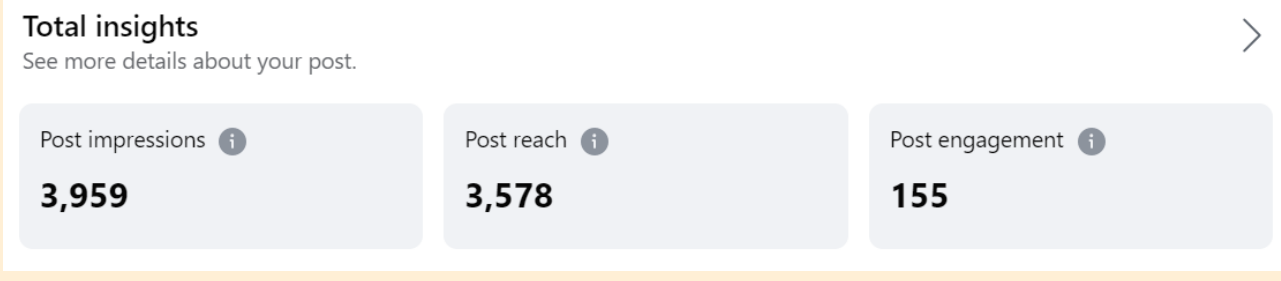 Total insights
See more details about your post.
Post impressions
3,959
Post reach
3,578
Post engagement
155